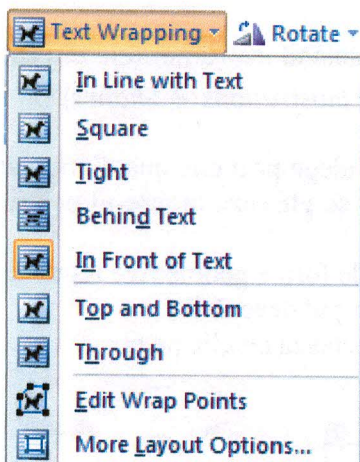 Text Wrapping Rotate
In Line with Text
Square
Tight
Behind Text
In Front of Text
Top and Bottom
Through
Edit Wrap Points
More Layout Options...